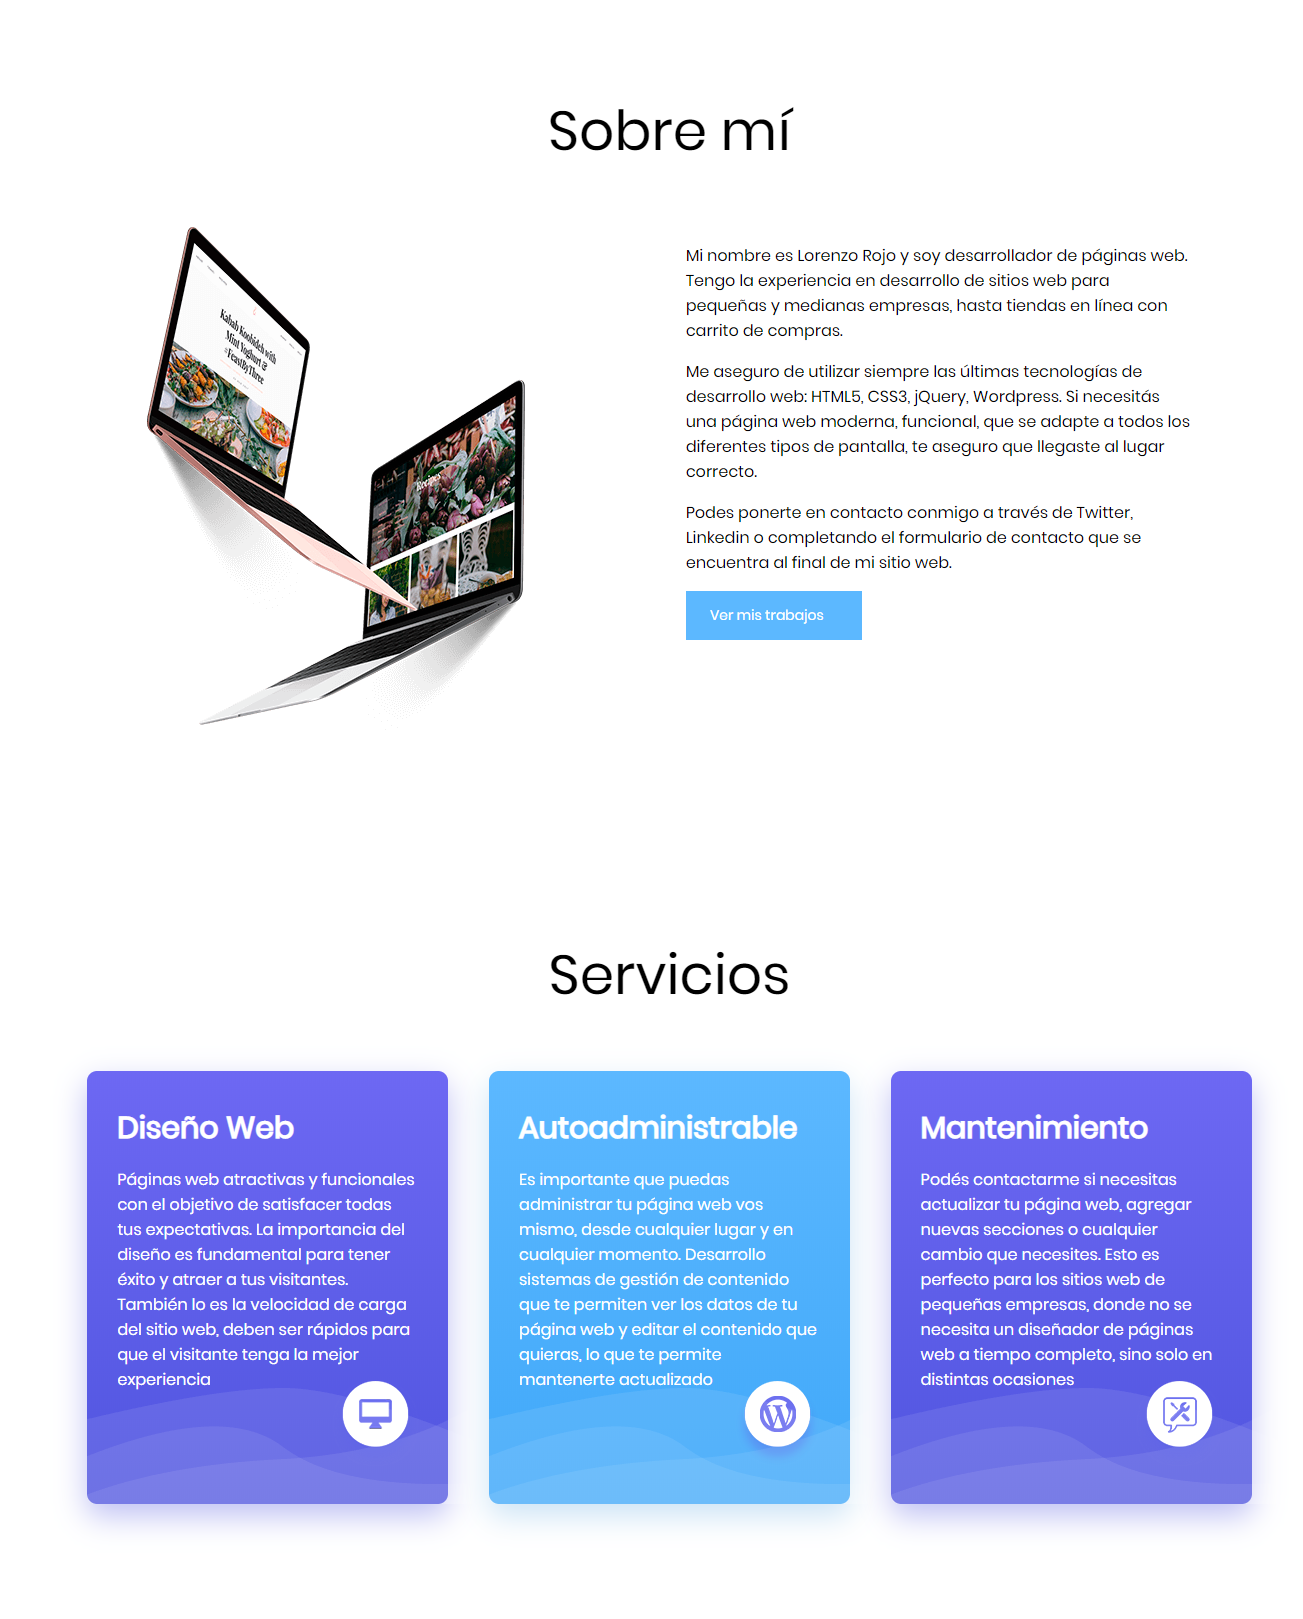 Sobre mí
Kabab Koobideh with
Mint Yoghurt &
#FeastByThree
Recipes
Mi nombre es Lorenzo Rojo y soy desarrollador de páginas web.
Tengo la experiencia en desarrollo de sitios web para
pequeñas y medianas empresas, hasta tiendas en línea con
carrito de compras.
Me aseguro de utilizar siempre las últimas tecnologías de
desarrollo web: HTML5, CSS3, jQuery, Wordpress. Si necesitás
una página web moderna, funcional, que se adapte a todos los
diferentes tipos de pantalla, te aseguro que llegaste al lugar
correcto.
Podes ponerte en contacto conmigo a través de Twitter,
Linkedin o completando el formulario de contacto que se
encuentra al final de mi sitio web.
Ver mis trabajos
Servicios
Diseño Web
Páginas web atractivas y funcionales
con el objetivo de satisfacer todas
tus expectativas. La importancia del
diseño es fundamental para tener
éxito y atraer a tus visitantes.
También lo es la velocidad de carga
del sitio web, deben ser rápidos para
que el visitante tenga la mejor
experiencia
Autoadministrable
Es importante que puedas
administrar tu página web vos
mismo, desde cualquier lugar y en
cualquier momento. Desarrollo
sistemas de gestión de contenido
que te permiten ver los datos de tu
página web y editar el contenido que
quieras, lo que te permite
mantenerte actualizado
Mantenimiento
Podés contactarme si necesitas
actualizar tu página web, agregar
nuevas secciones o cualquier
cambio que necesites. Esto es
perfecto para los sitios web de
pequeñas empresas, donde no se
necesita un diseñador de páginas
web a tiempo completo, sino solo en
distintas ocasiones